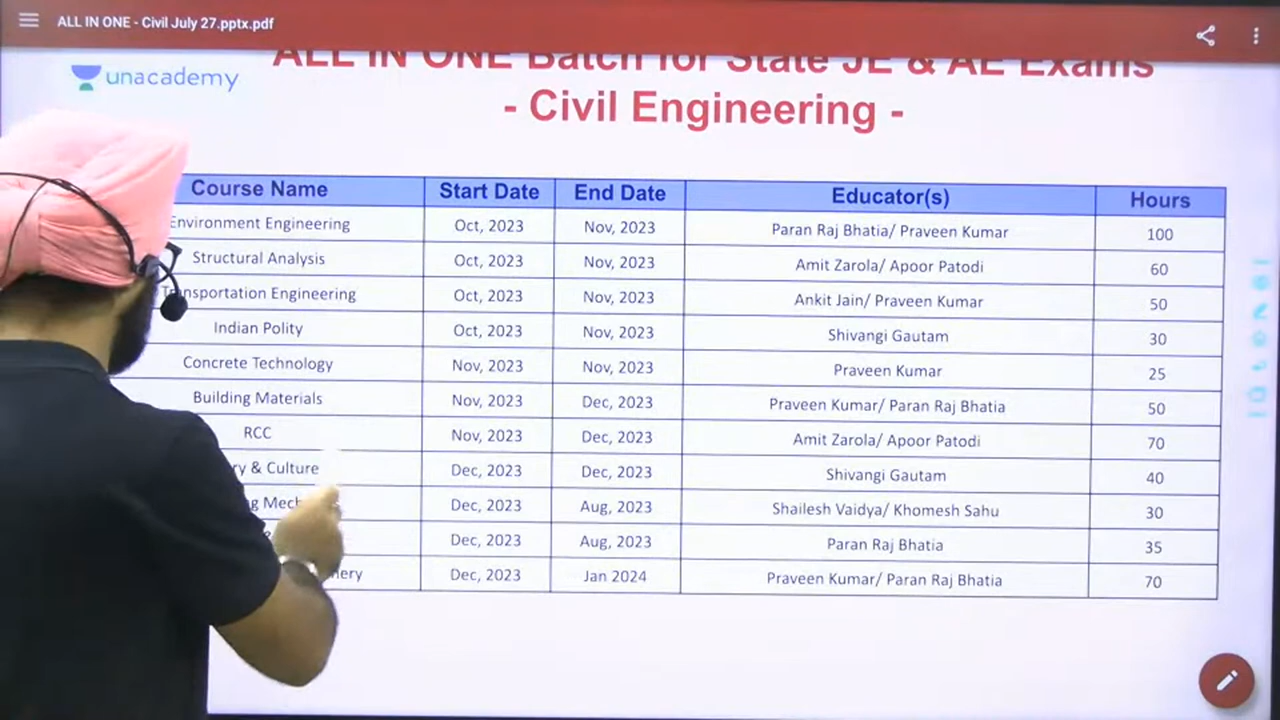 ALL IN ONE - Civil July 27.pptx.pdf
unacademy
ALL IN ONE Batch for State JE & AE Exams
- Civil Engineering -
Course Name Start Date End Date Educator(s) Hours
Environment Engineering Oct, 2023 Nov, 2023 Paran Raj Bhatia/ Praveen Kumar 100
Structural Analysis Oct, 2023 Nov, 2023 Amit Zarola/ Apoor Patodi 60
Transportation Engineering Oct, 2023 Nov, 2023 Ankit Jain/ Praveen Kumar 50
Indian Polity Oct, 2023 Nov, 2023 Shivangi Gautam 30
Concrete Technology Nov, 2023 Nov, 2023 Praveen Kumar 25
Building Materials Nov, 2023 Dec, 2023 Praveen Kumar/ Paran Raj Bhatia 50
RCC Nov, 2023 Dec, 2023 Amit Zarola/ Apoor Patodi 70
& Culture Dec, 2023 Dec, 2023 Shivangi Gautam 40
Dec, 2023 Aug, 2023 Shailesh Vaidya/ Khomesh Sahu 30
Dec, 2023 Aug, 2023 Paran Raj Bhatia 35
Dec, 2023 Jan 2024 Praveen Kumar/ Paran Raj Bhatia 70